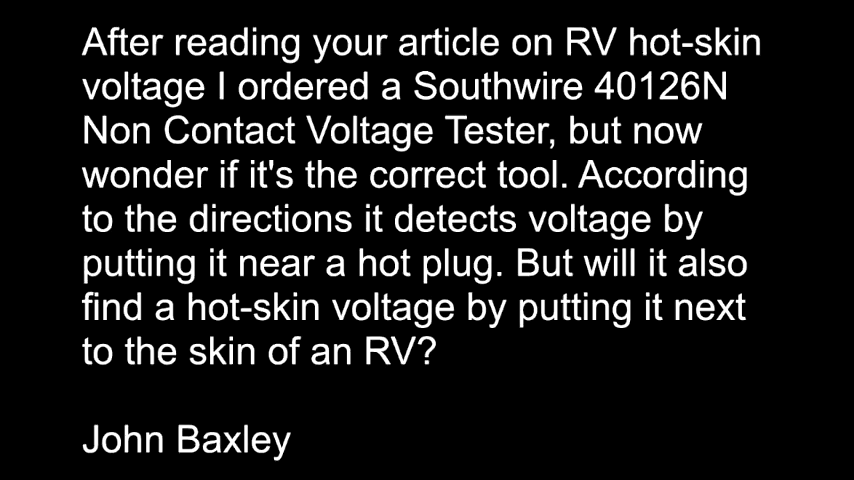 After reading your article on RV hot-skin
voltage I ordered a Southwire 40126N
Non Contact Voltage Tester, but now
wonder if it's the correct tool. According
to the directions it detects voltage by
putting it near a hot plug. But will it also
find a hot-skin voltage by putting it next
to the skin of an RV?
John Baxley